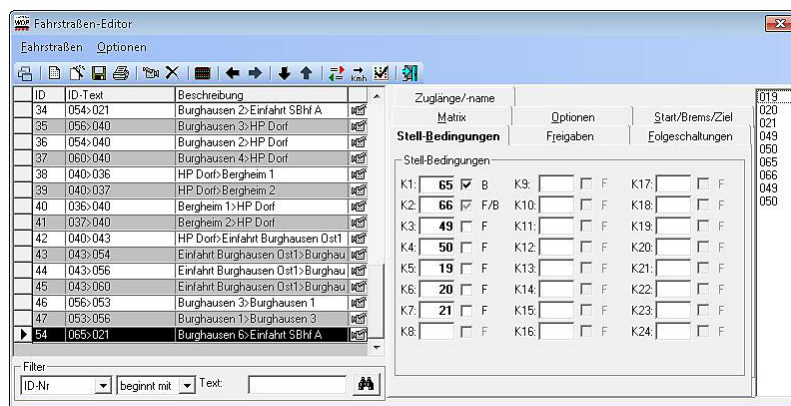 Fahrstraßen-Editor
Fahrstraßen Optionen
ID ID-Text Beschreibung
34 054>021 Burghausen 2>Einfahrt SBhf A
35 056>040 Burghausen 3>HP Dorf
36 054>040 Burghausen 2>HP Dorf
37 060>040 Burghausen 4>HP Dorf
38 040>036 HP Dorf>Bergheim 1
39 040>037 HP Dorf>Bergheim 2
40 036>040 Bergheim 1>HP Dorf
41 037>040 Bergheim 2>HP Dorf
42 040>043 HP Dorf>Einfahrt Burghausen Ost1
43 043>054 Einfahrt Burghausen Ost1>Burghau
44 043>056 Einfahrt Burghausen Ost1>Burghau
45 043>060 Einfahrt Burghausen Ost1>Burghau
46 056>053 Burghausen 3>Burghausen 1
47 053>056 Burghausen 1>Burghausen 3
54 065>021 Burghausen 6>Einfahrt SBhf A
Filter
ID-Nr beginnt mit Text:
Zuglänge/-name
Matrix Optionen Start/Brems/Ziel
Stell-Bedingungen Freigaben Folgeschaltungen
Stell-Bedingungen
K1: 65 B K9: F K17: F
K2: 66 F/B K10: F K18: F
K3: 49 F K11: F K19: F
K4: 50 F K12: F K20: F
K5: 19 F K13: F K21: F
K6: 20 F K14: F K22: F
K7: 21 F K15: F K23: F
K8: F K16: F K24: F
019
020
021
049
050
065
066
049
050